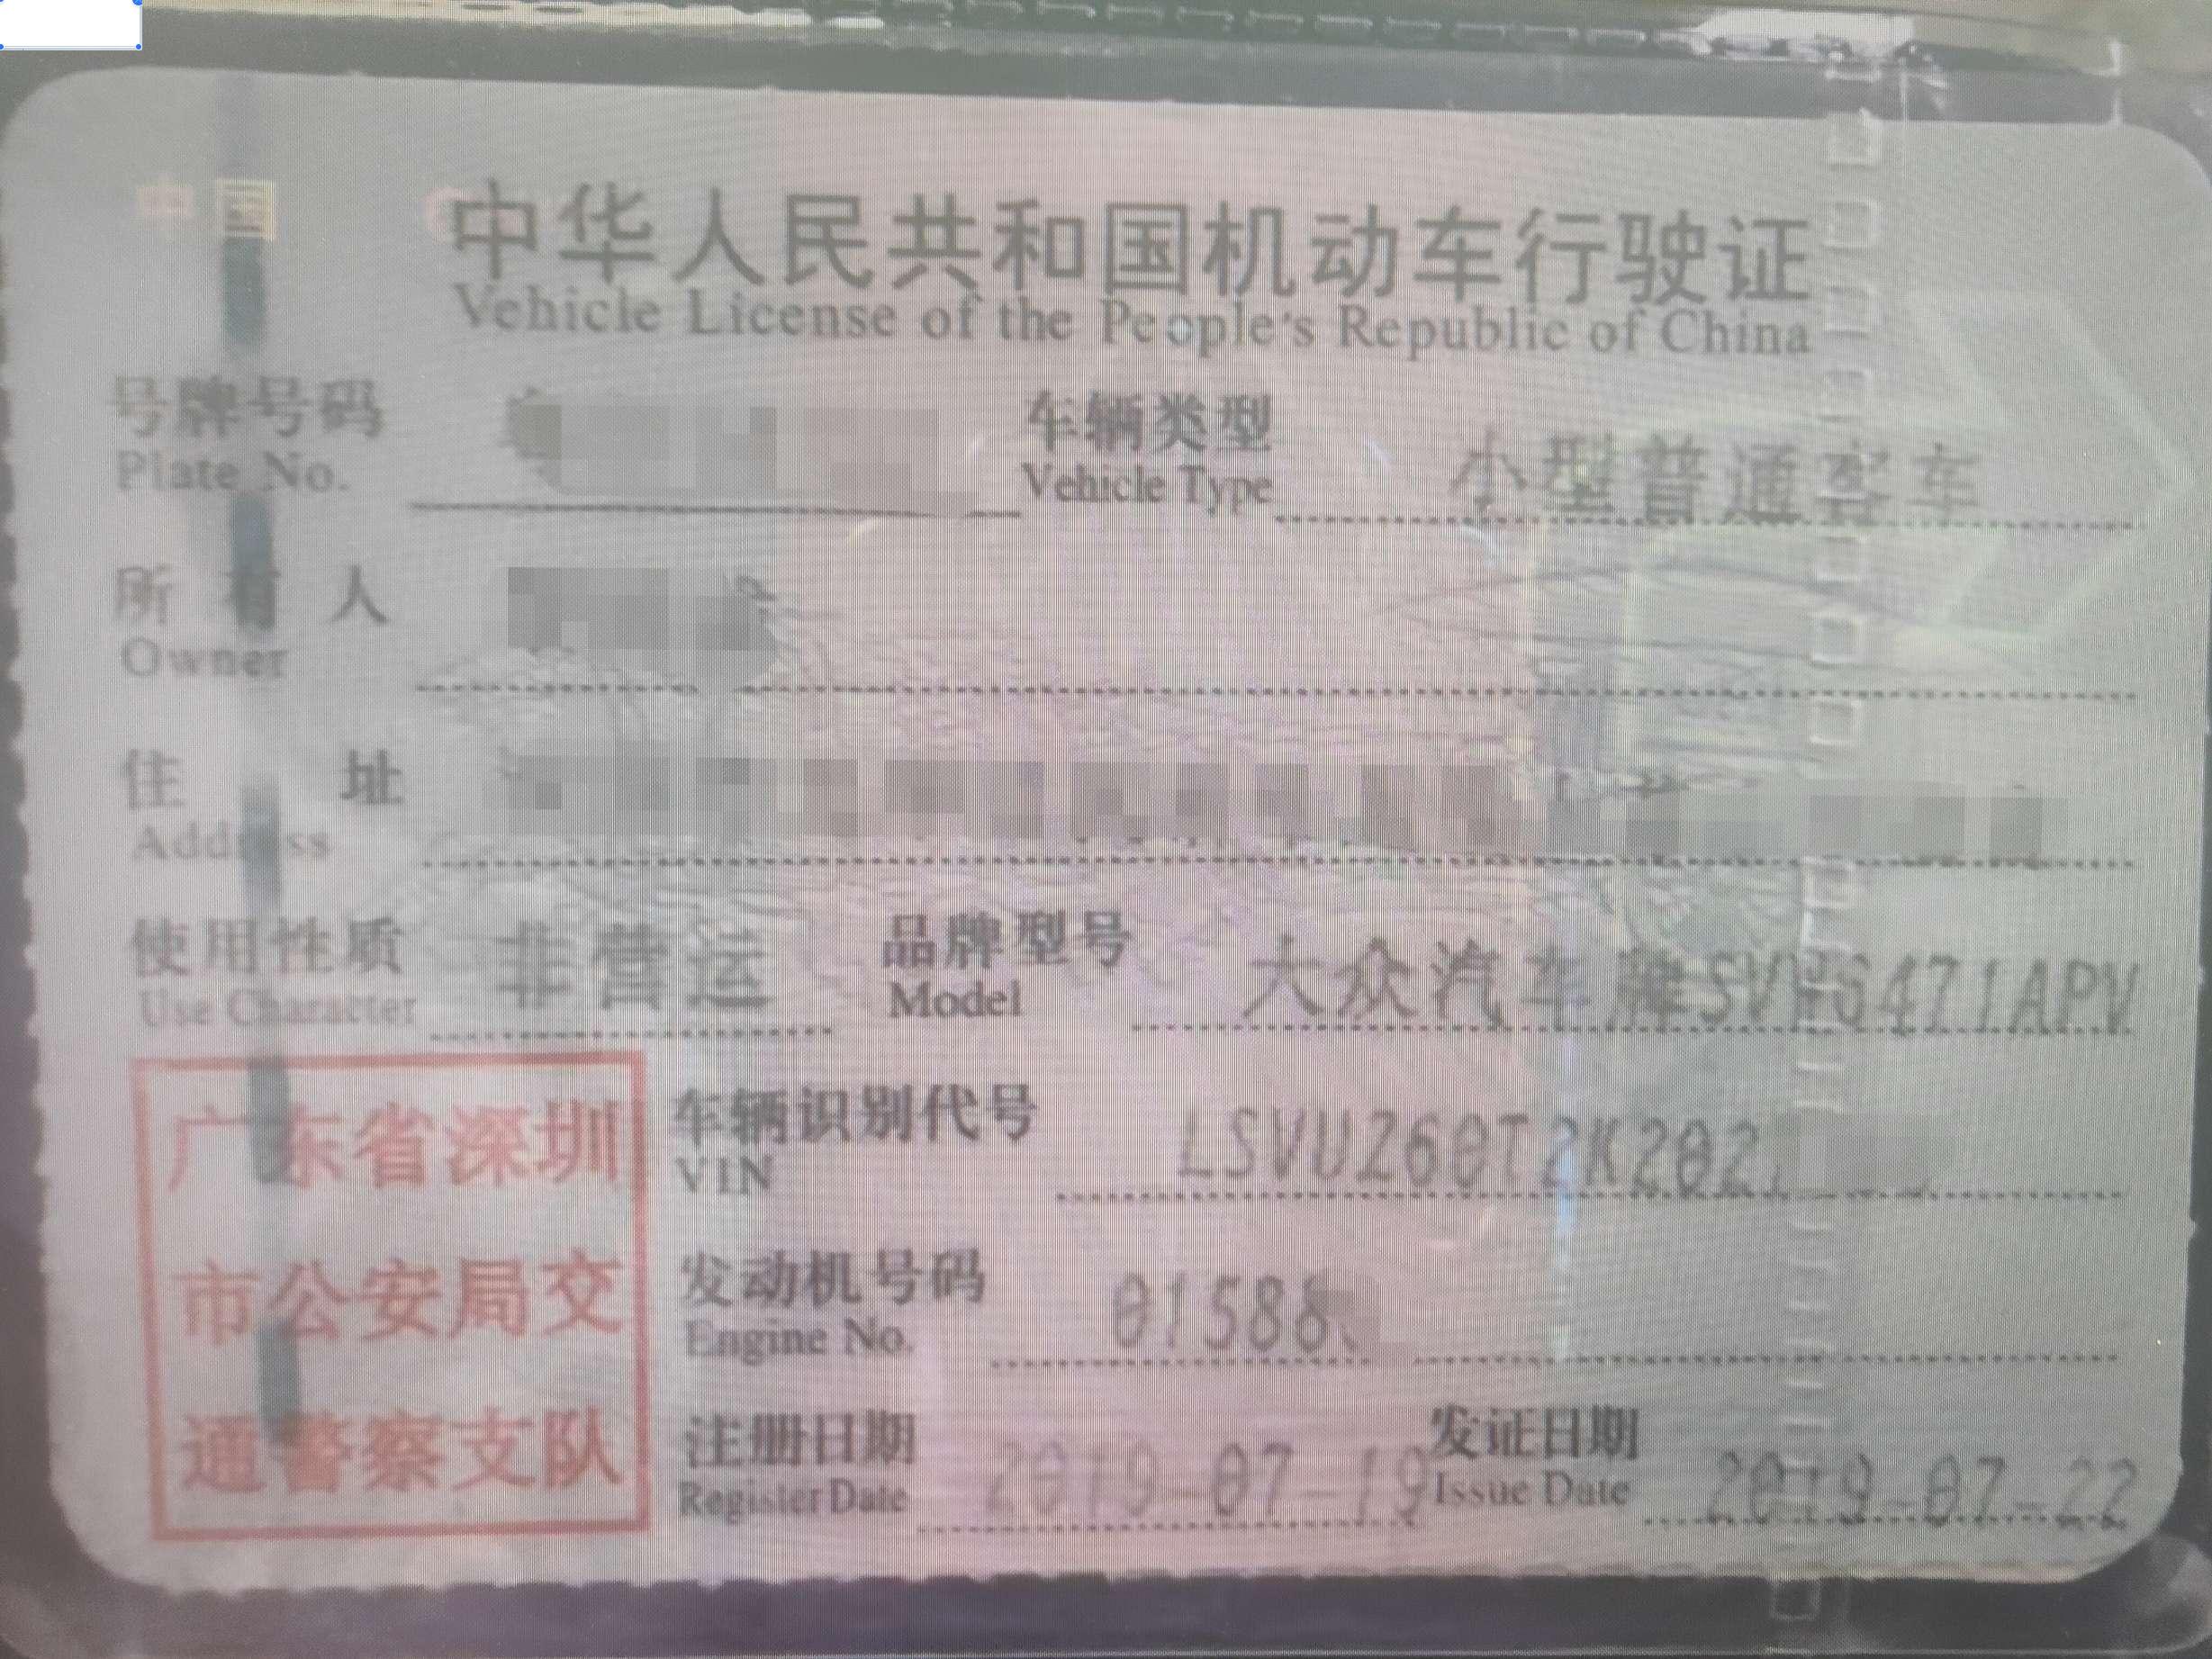 中国
中华人民共和国机动车行驶证
Vehicle License of the People's Republic of China
号牌号码 车辆类型 小型普通客车
Plate No. Vehicle Type
所有人
Owner
住址
Address
使用性质 非营运 品牌型号 大众汽车牌SVW6471APV
Use Character Model
广东省深圳
市公安局交
通警察支队
车辆识别代号 LSVU260T2K202
VIN
发动机号码 01588
Engine No.
注册日期 2019-07-19 发证日期 2019-07-22
Register Date Issue Date